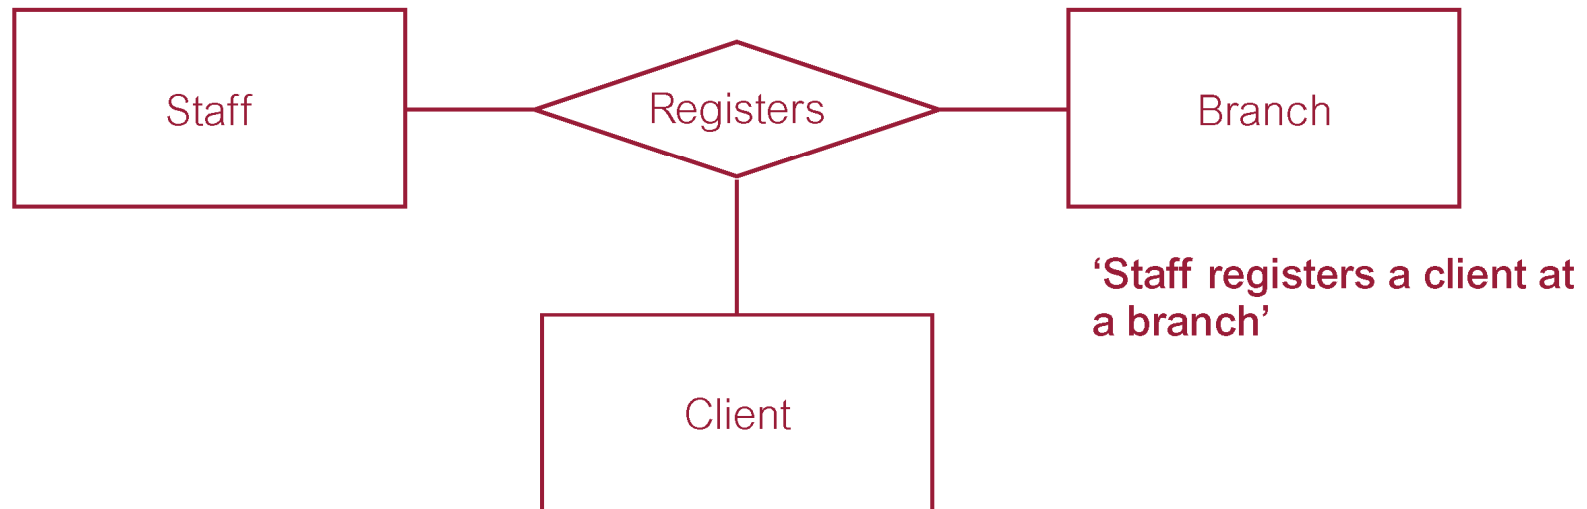 Staff
Registers
Branch
‘Staff registers a client at
a branch’
Client